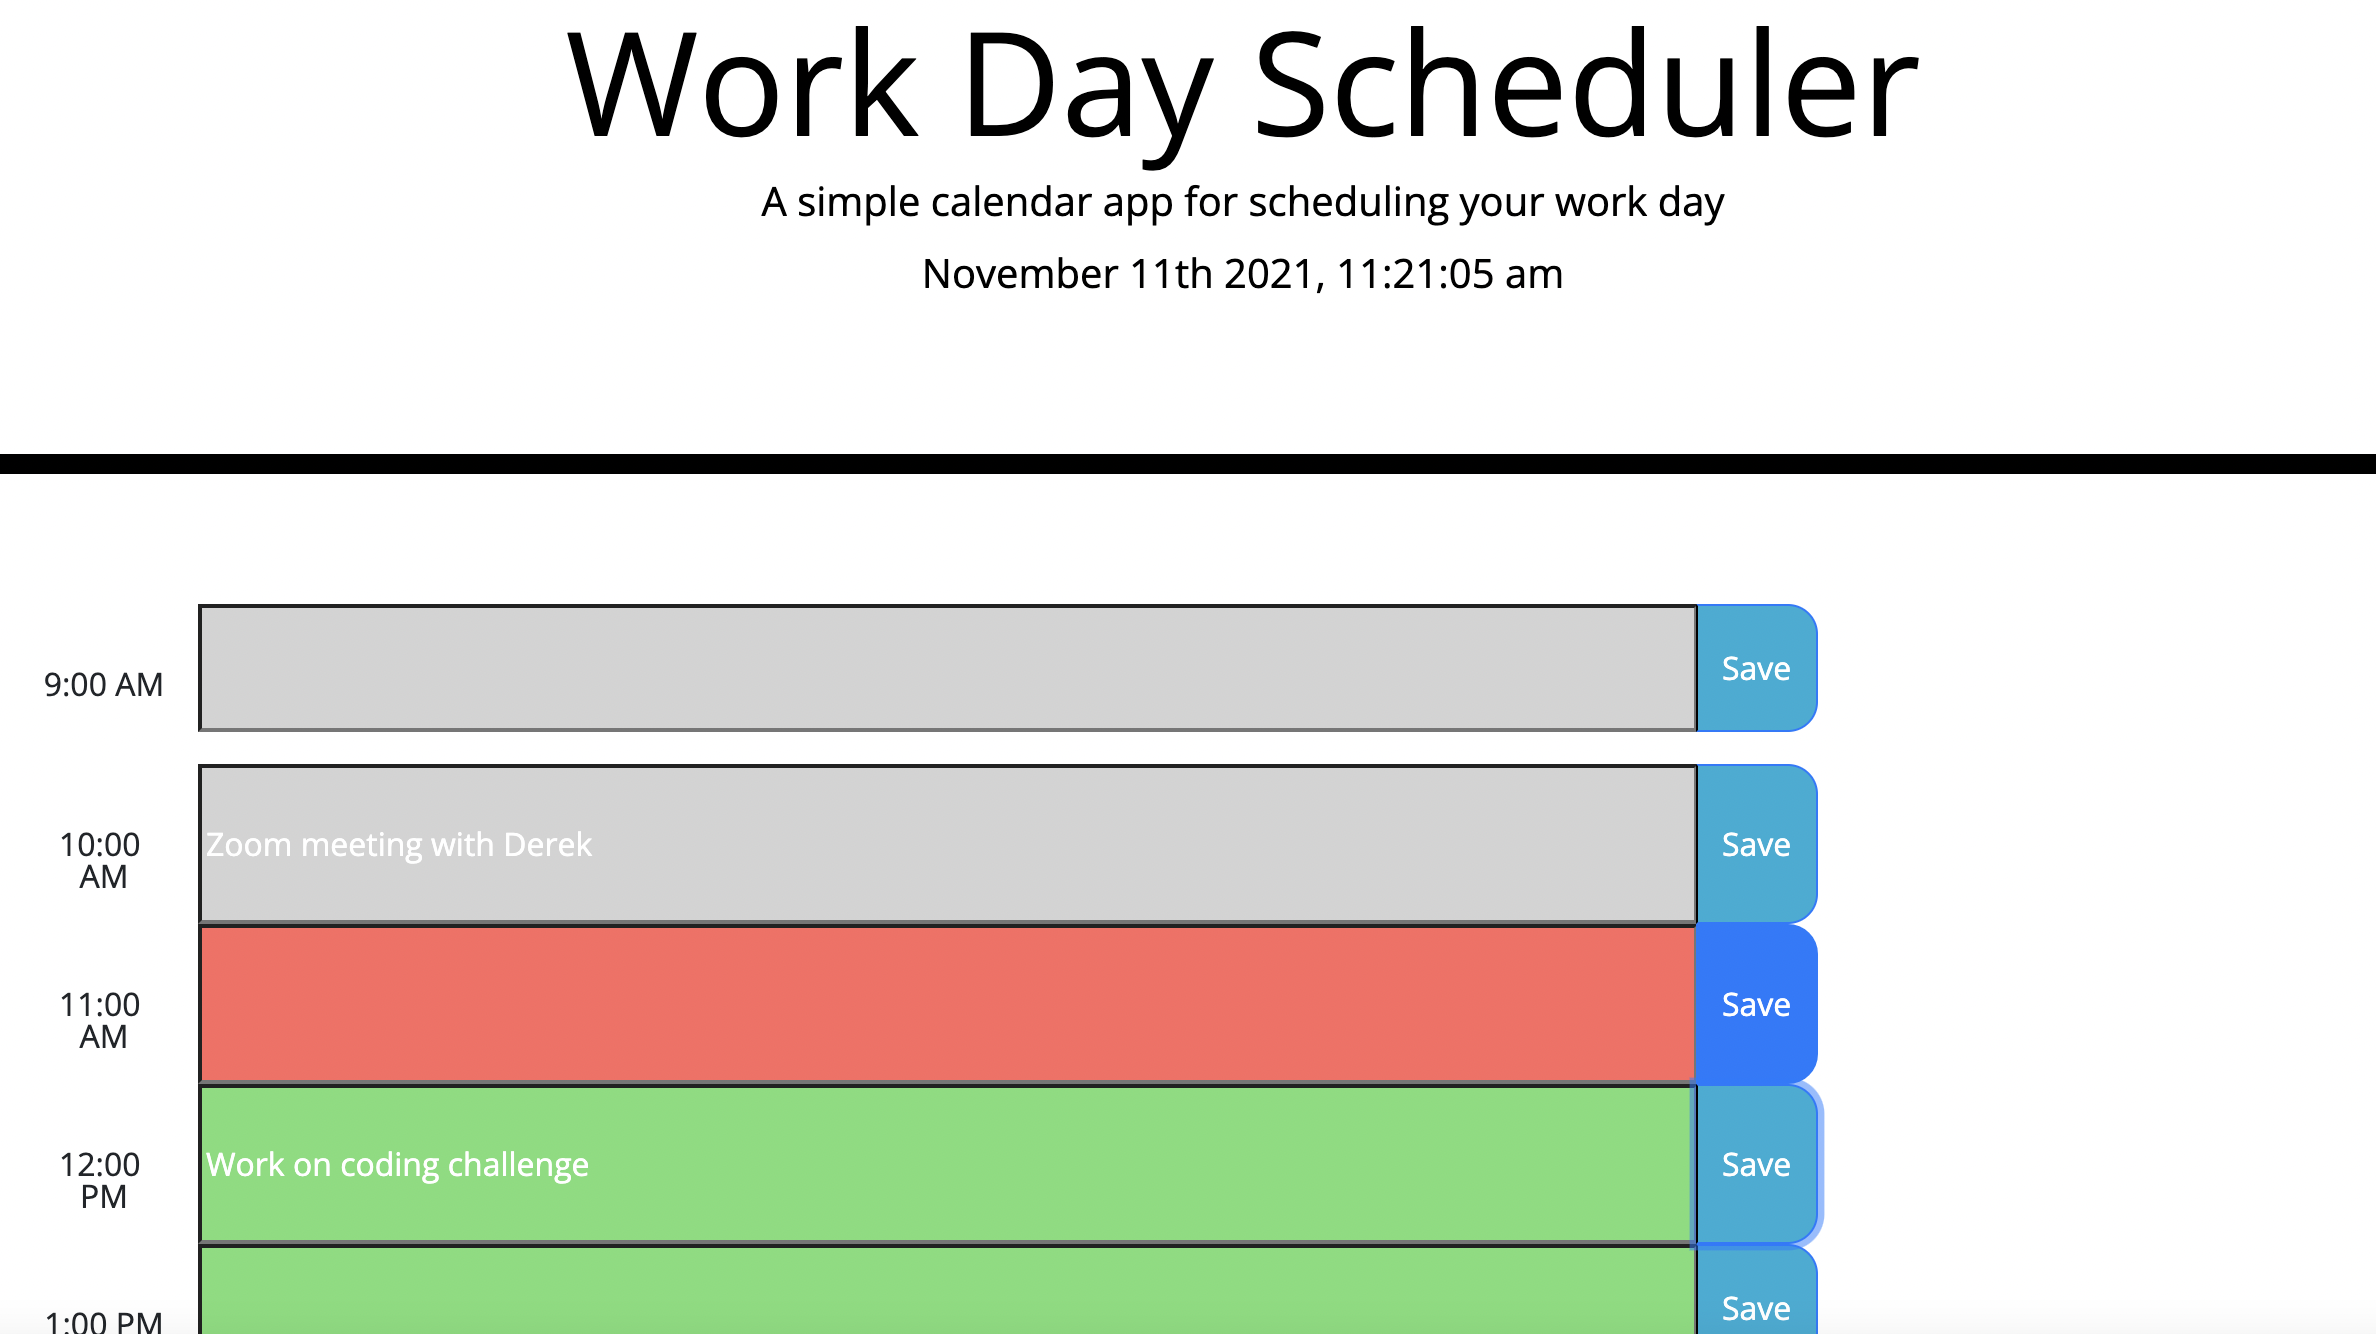 Work Day Scheduler
A simple calendar app for scheduling your work day
November 11th 2021, 11:21:05 am
9:00 AM
Save
10:00
AM
Zoom meeting with Derek
Save
11:00
AM
Save
12:00
PM
Work on coding challenge
Save
1:00 PM
Save